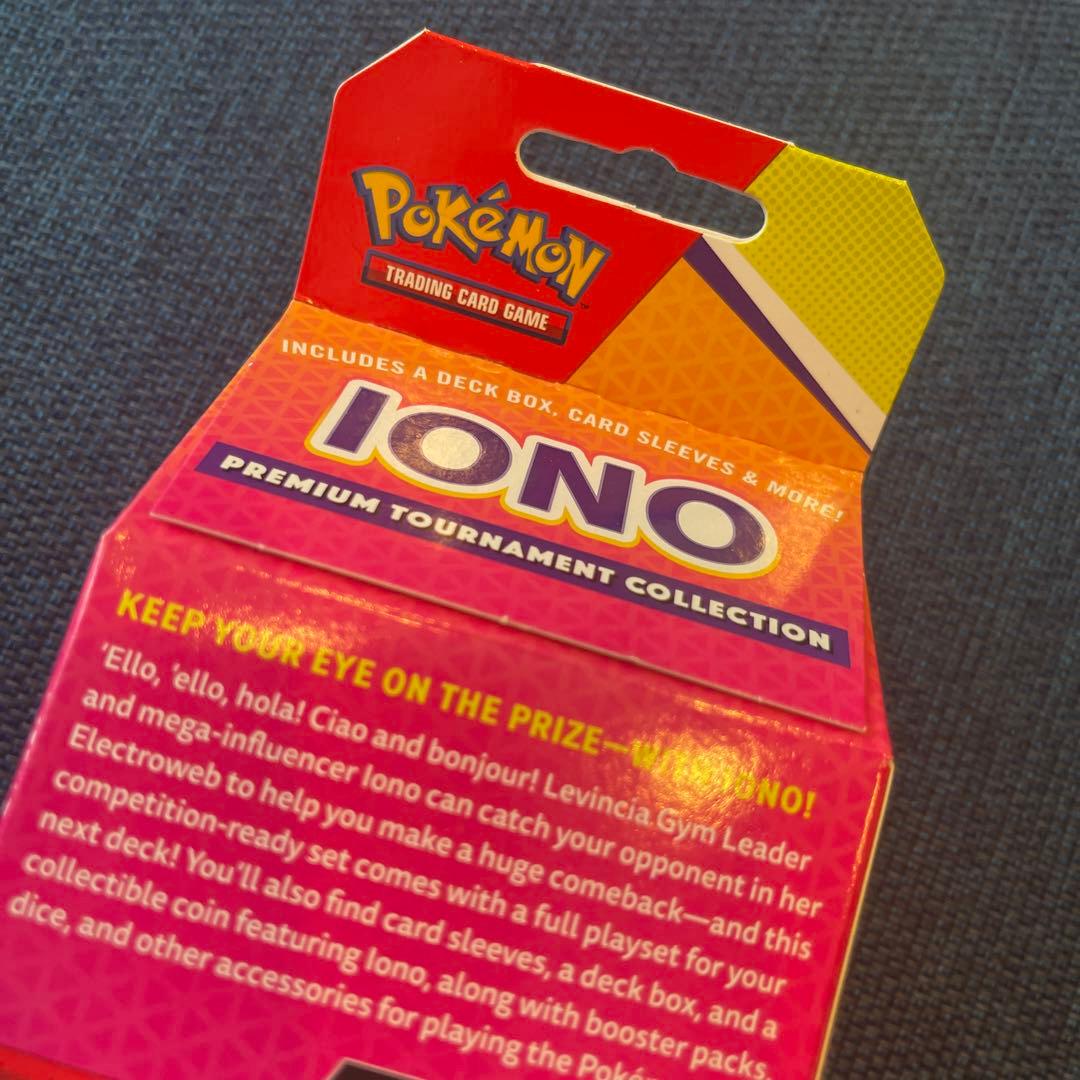 POKéMON
TRADING CARD GAME
INCLUDES A DECK BOX, CARD SLEEVES & MORE!
IONO
PREMIUM TOURNAMENT COLLECTION
KEEP YOUR EYE ON THE PRIZE—WITH IONO!
'Ello, 'ello, hola! Ciao and bonjour! Levincia Gym Leader
and mega-influencer Iono can catch your opponent in her
Electroweb to help you make a huge comeback—and this
competition-ready set comes with a full playset for your
next deck! You'll also find card sleeves, a deck box, and a
collectible coin featuring Iono, along with booster packs,
dice, and other accessories for playing the